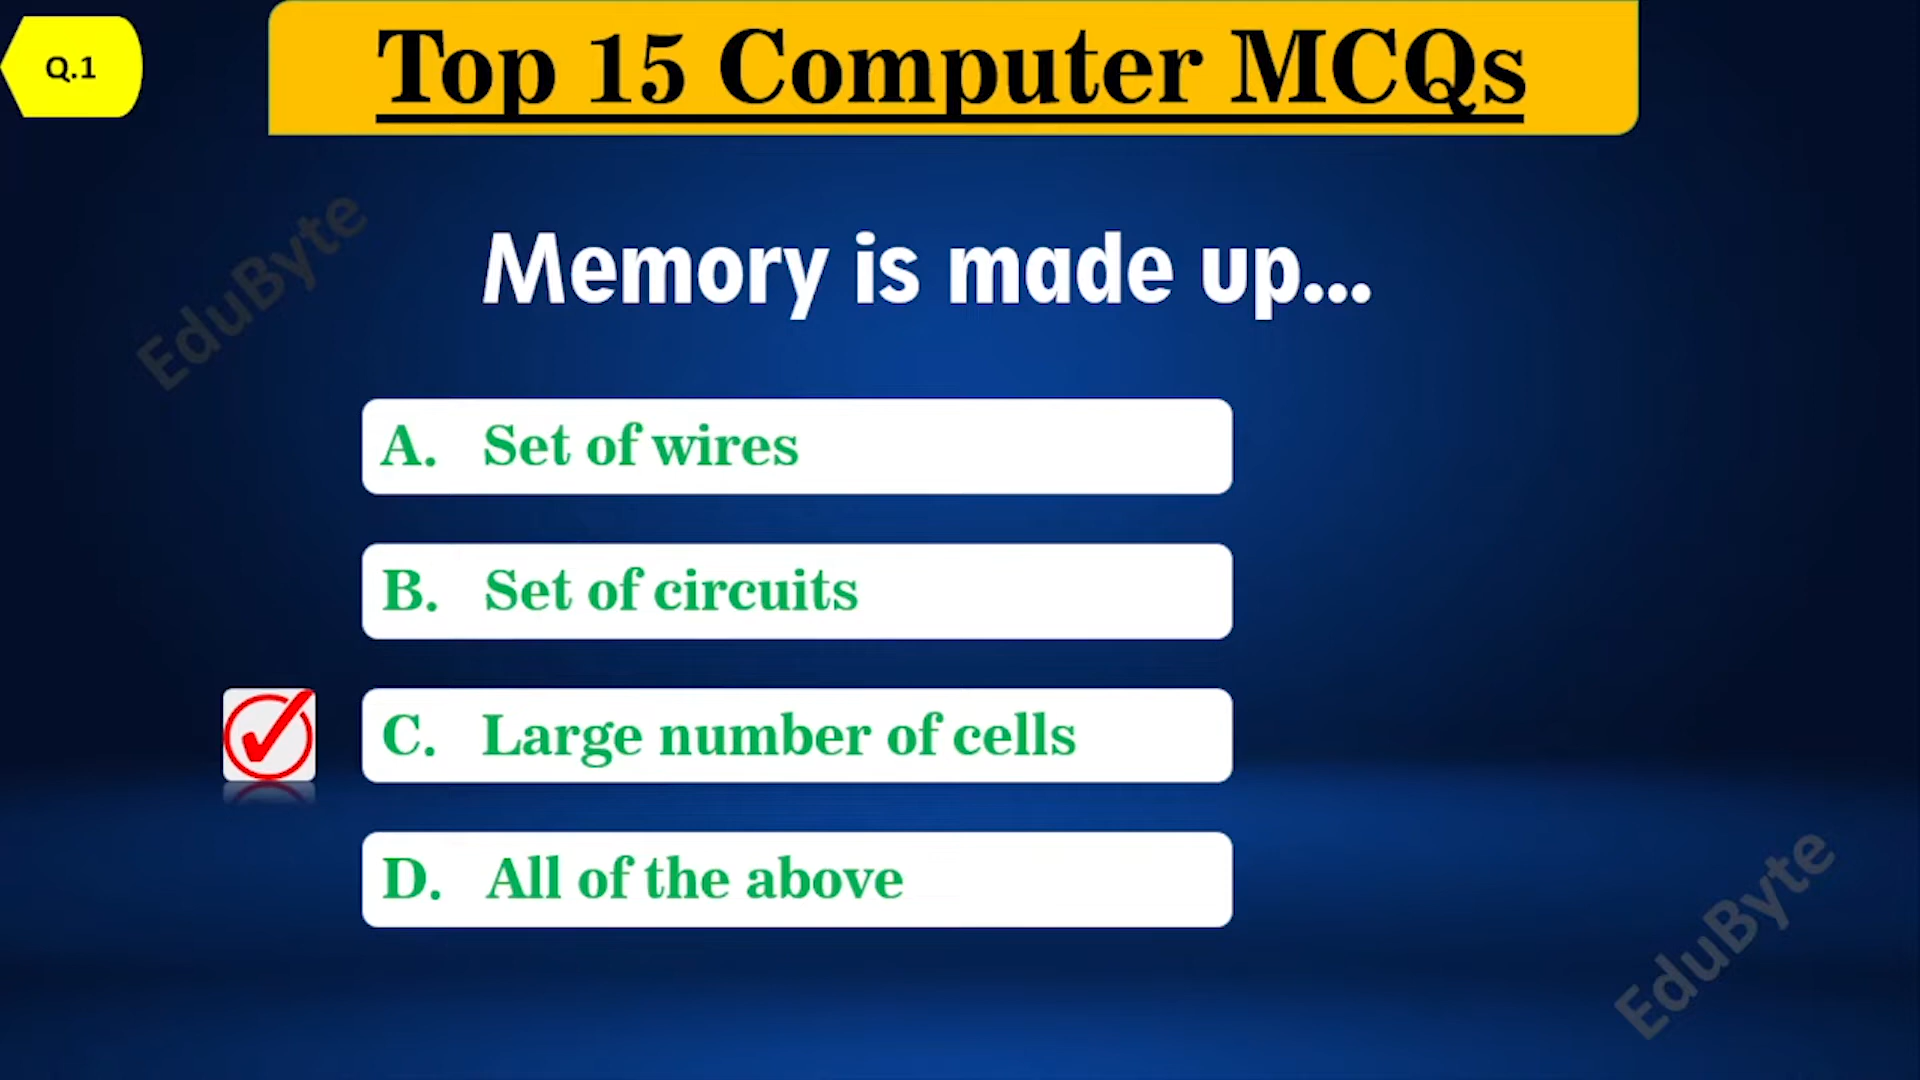 Q.1
Top 15 Computer MCQs
EduByte
Memory is made up...
A. Set of wires
B. Set of circuits
C. Large number of cells
D. All of the above
EduByte